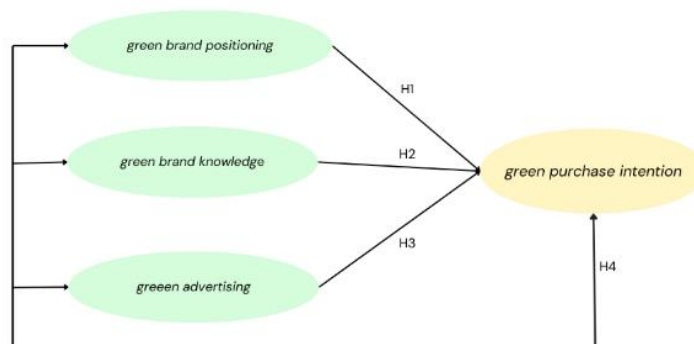 green brand positioning
H1
green brand knowledge
H2
green purchase intention
H3
greeen advertising
H4